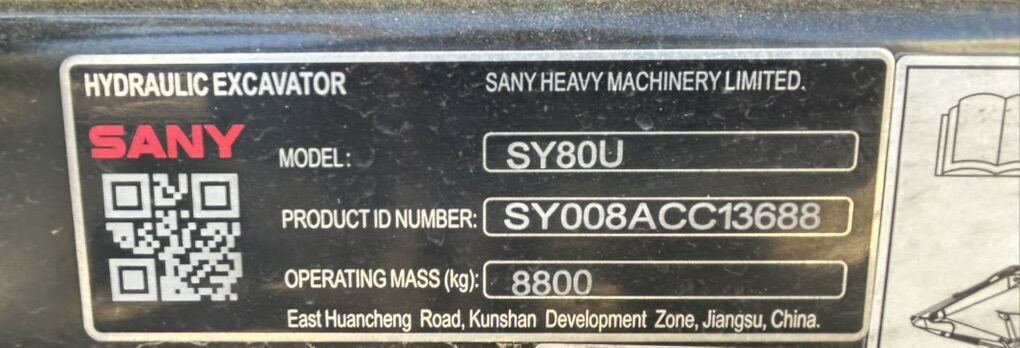 HYDRAULIC EXCAVATOR SANY HEAVY MACHINERY LIMITED.
SANY
MODEL: SY80U
PRODUCT ID NUMBER: SY008ACC13688
OPERATING MASS (kg): 8800
East Huancheng Road, Kunshan Development Zone, Jiangsu, China.